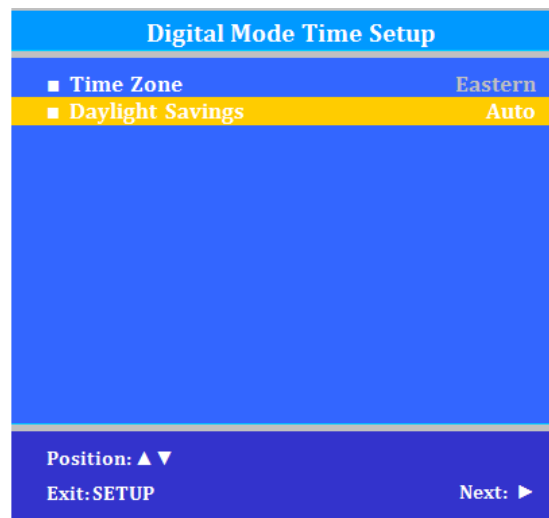 Digital Mode Time Setup
■ Time Zone Eastern
■ Daylight Savings Auto
Position: ▲ ▼
Exit: SETUP Next: ►